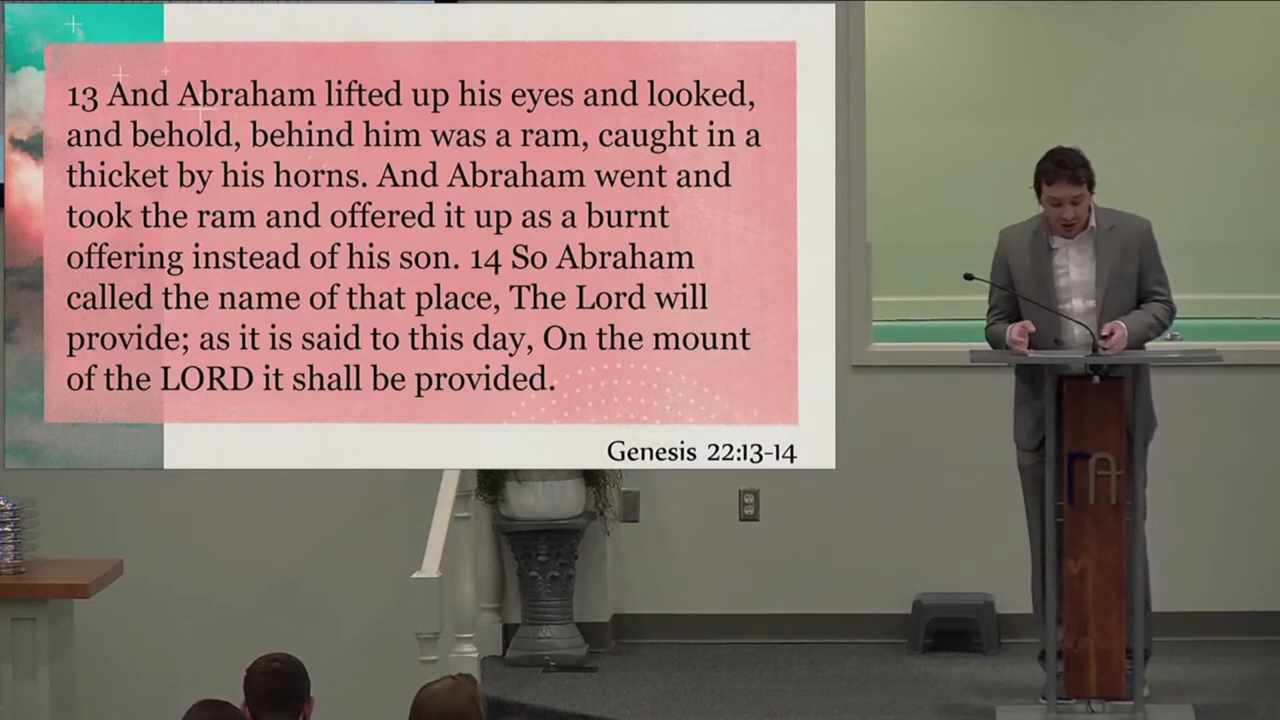 13 And Abraham lifted up his eyes and looked,
and behold, behind him was a ram, caught in a
thicket by his horns. And Abraham went and
took the ram and offered it up as a burnt
offering instead of his son. 14 So Abraham
called the name of that place, The Lord will
provide; as it is said to this day, On the mount
of the LORD it shall be provided.
Genesis 22:13-14